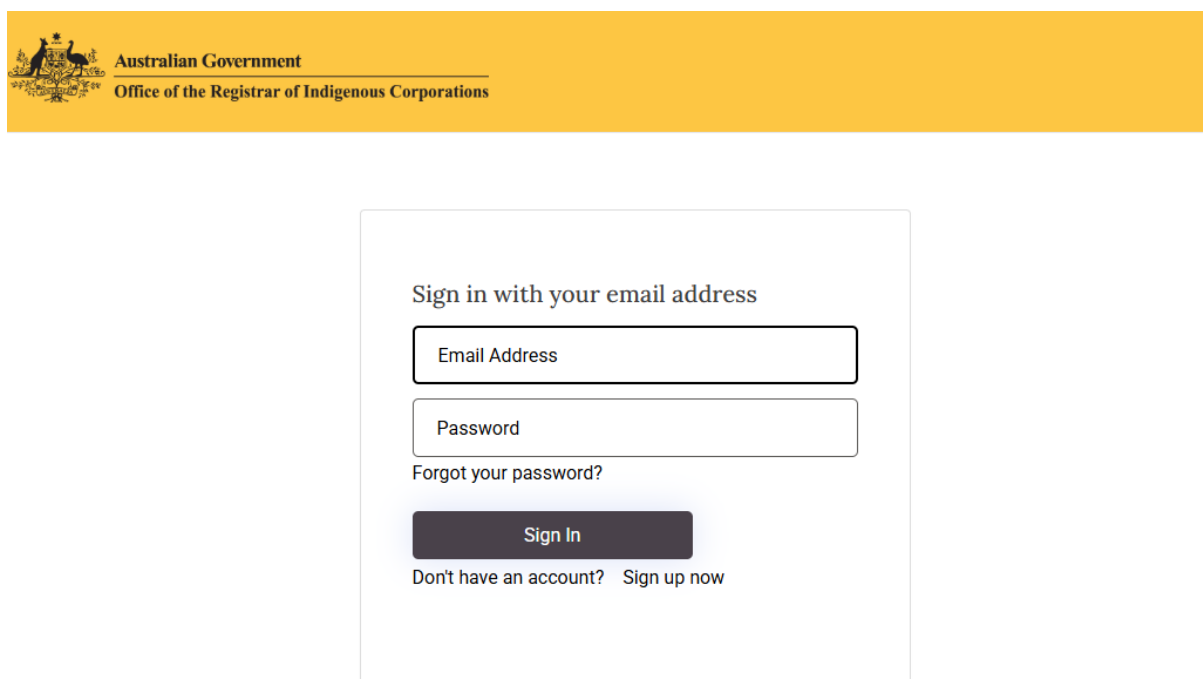 Australian Government
Office of the Registrar of Indigenous Corporations
Sign in with your email address
Email Address
Password
Forgot your password?
Sign In
Don't have an account? Sign up now